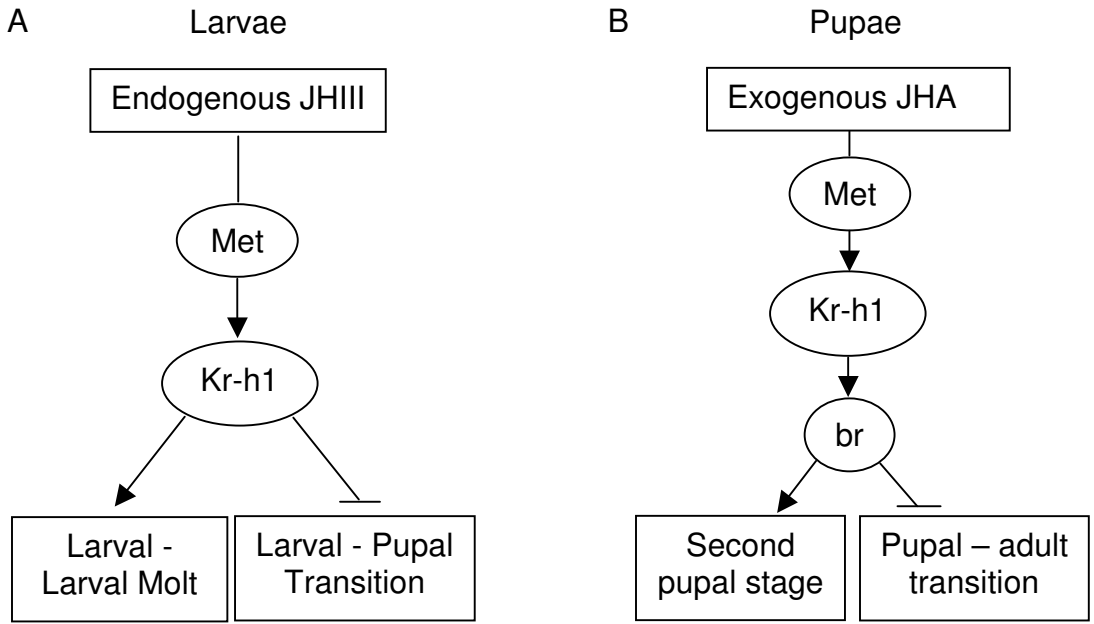 A
Larvae
Endogenous JHIII
Met
Kr-h1
Larval -
Larval Molt
Larval - Pupal
Transition
B
Pupae
Exogenous JHA
Met
Kr-h1
br
Second
pupal stage
Pupal – adult
transition